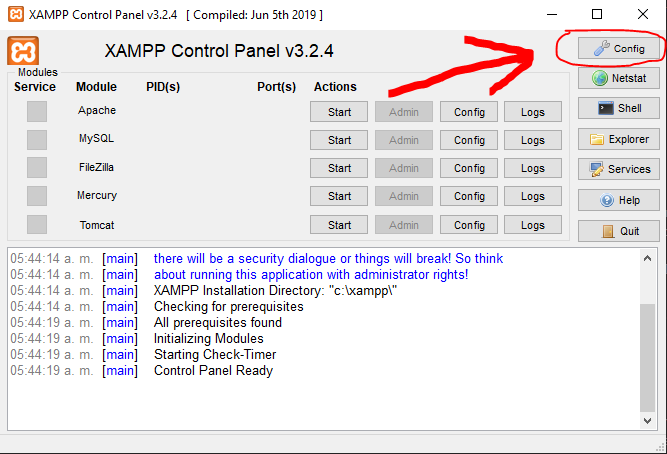 XAMPP Control Panel v3.2.4 [ Compiled: Jun 5th 2019 ]
XAMPP Control Panel v3.2.4
Config
Netstat
Shell
Explorer
Services
Help
Quit
Modules
Service Module PID(s) Port(s) Actions
Apache Start Admin Config Logs
MySQL Start Admin Config Logs
FileZilla Start Admin Config Logs
Mercury Start Admin Config Logs
Tomcat Start Admin Config Logs
05:44:14 a. m. [main] there will be a security dialogue or things will break! So think
05:44:14 a. m. [main] about running this application with administrator rights!
05:44:14 a. m. [main] XAMPP Installation Directory: "c:\xampp\"
05:44:14 a. m. [main] Checking for prerequisites
05:44:19 a. m. [main] All prerequisites found
05:44:19 a. m. [main] Initializing Modules
05:44:19 a. m. [main] Starting Check-Timer
05:44:19 a. m. [main] Control Panel Ready